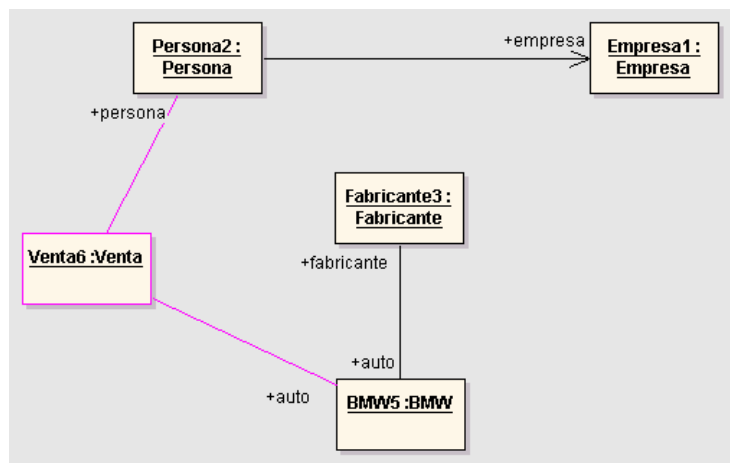 Persona2 :
Persona
+empresa
Empresa1 :
Empresa
+persona
Fabricante3 :
Fabricante
Venta6 :Venta
+fabricante
+auto
+auto
BMW5 :BMW